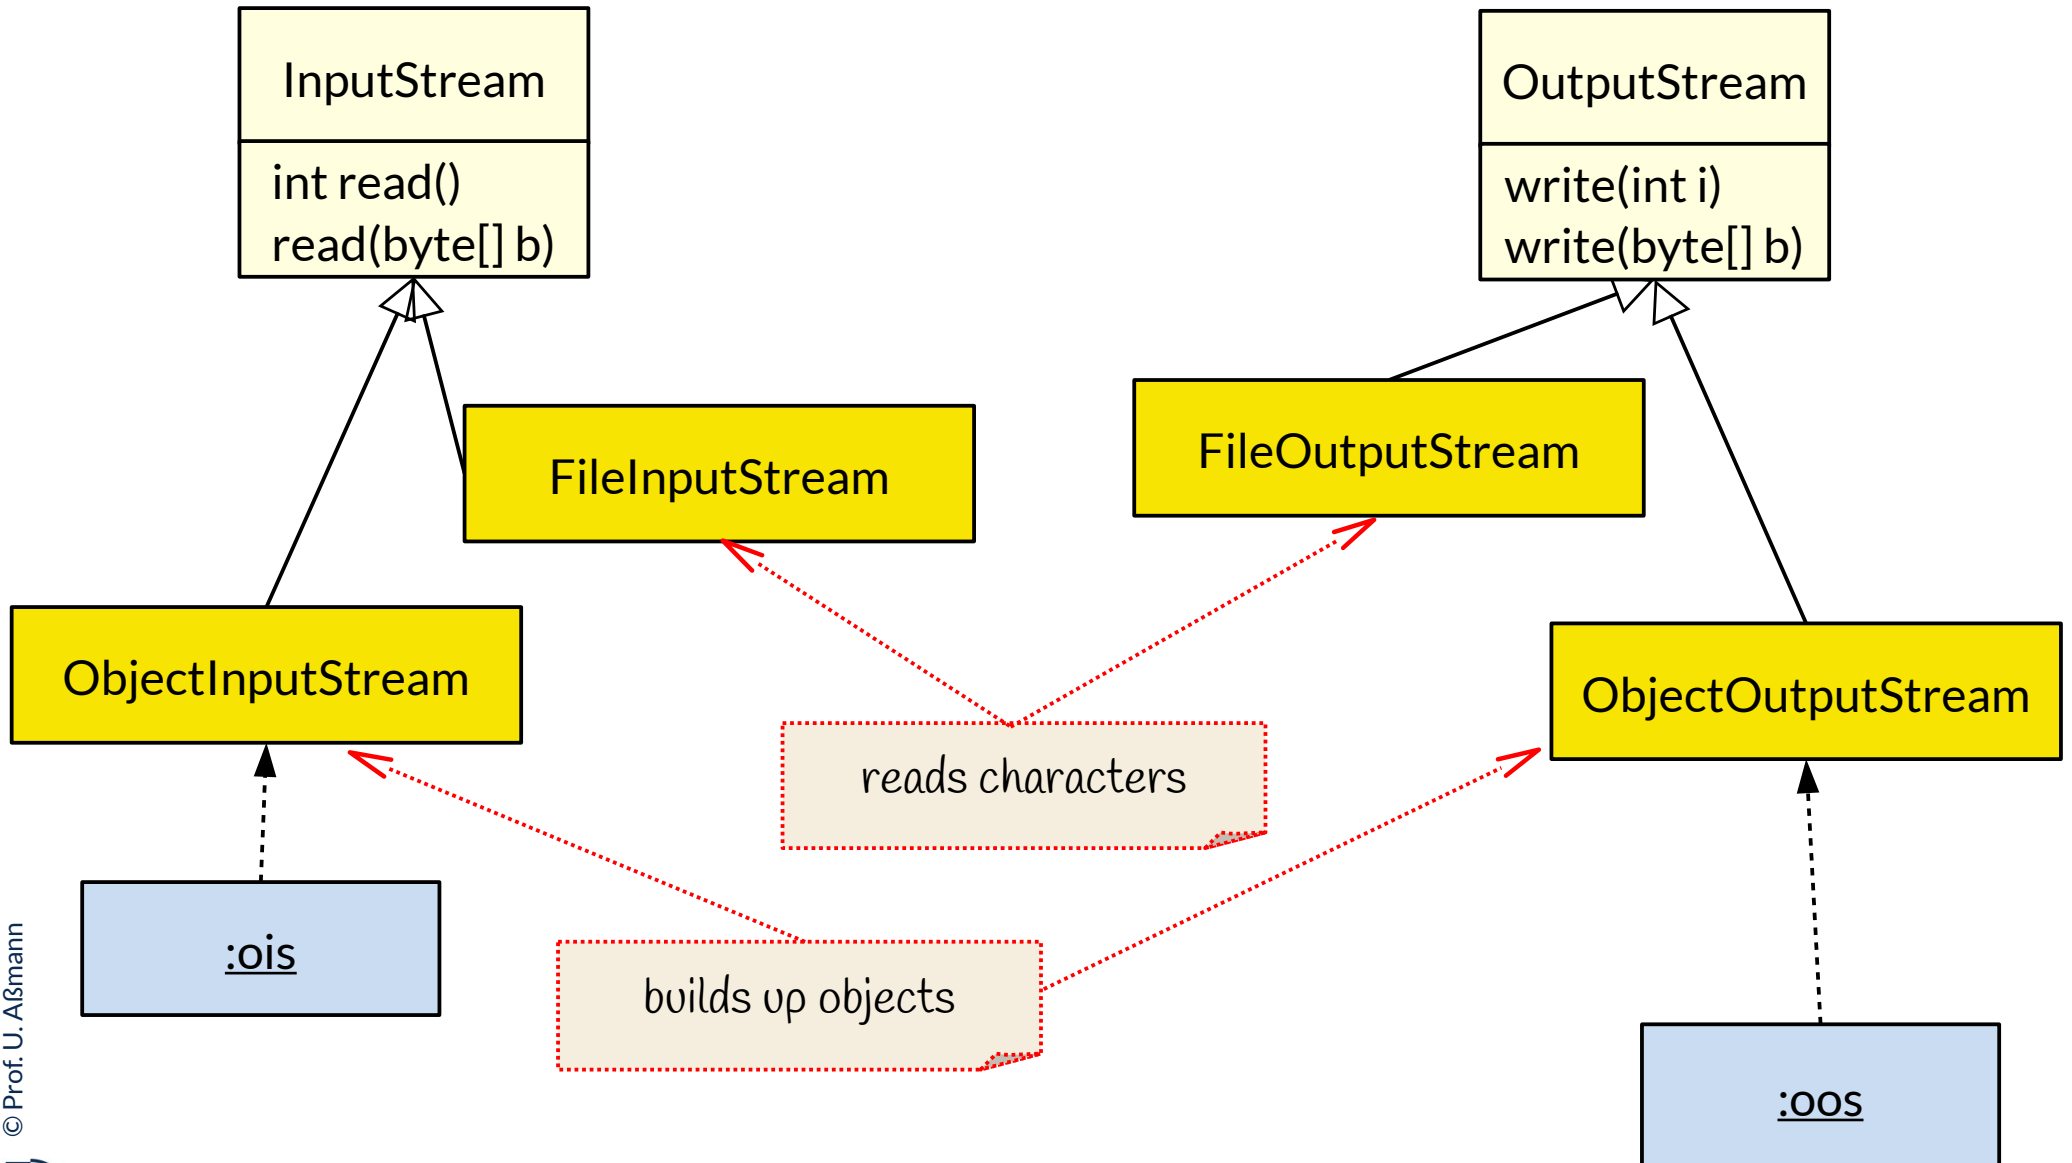 InputStream
int read()
read(byte[] b)
OutputStream
write(int i)
write(byte[] b)
FileInputStream
FileOutputStream
ObjectInputStream
ObjectOutputStream
reads characters
builds up objects
:ois
:oos
© Prof. U. Aßmann